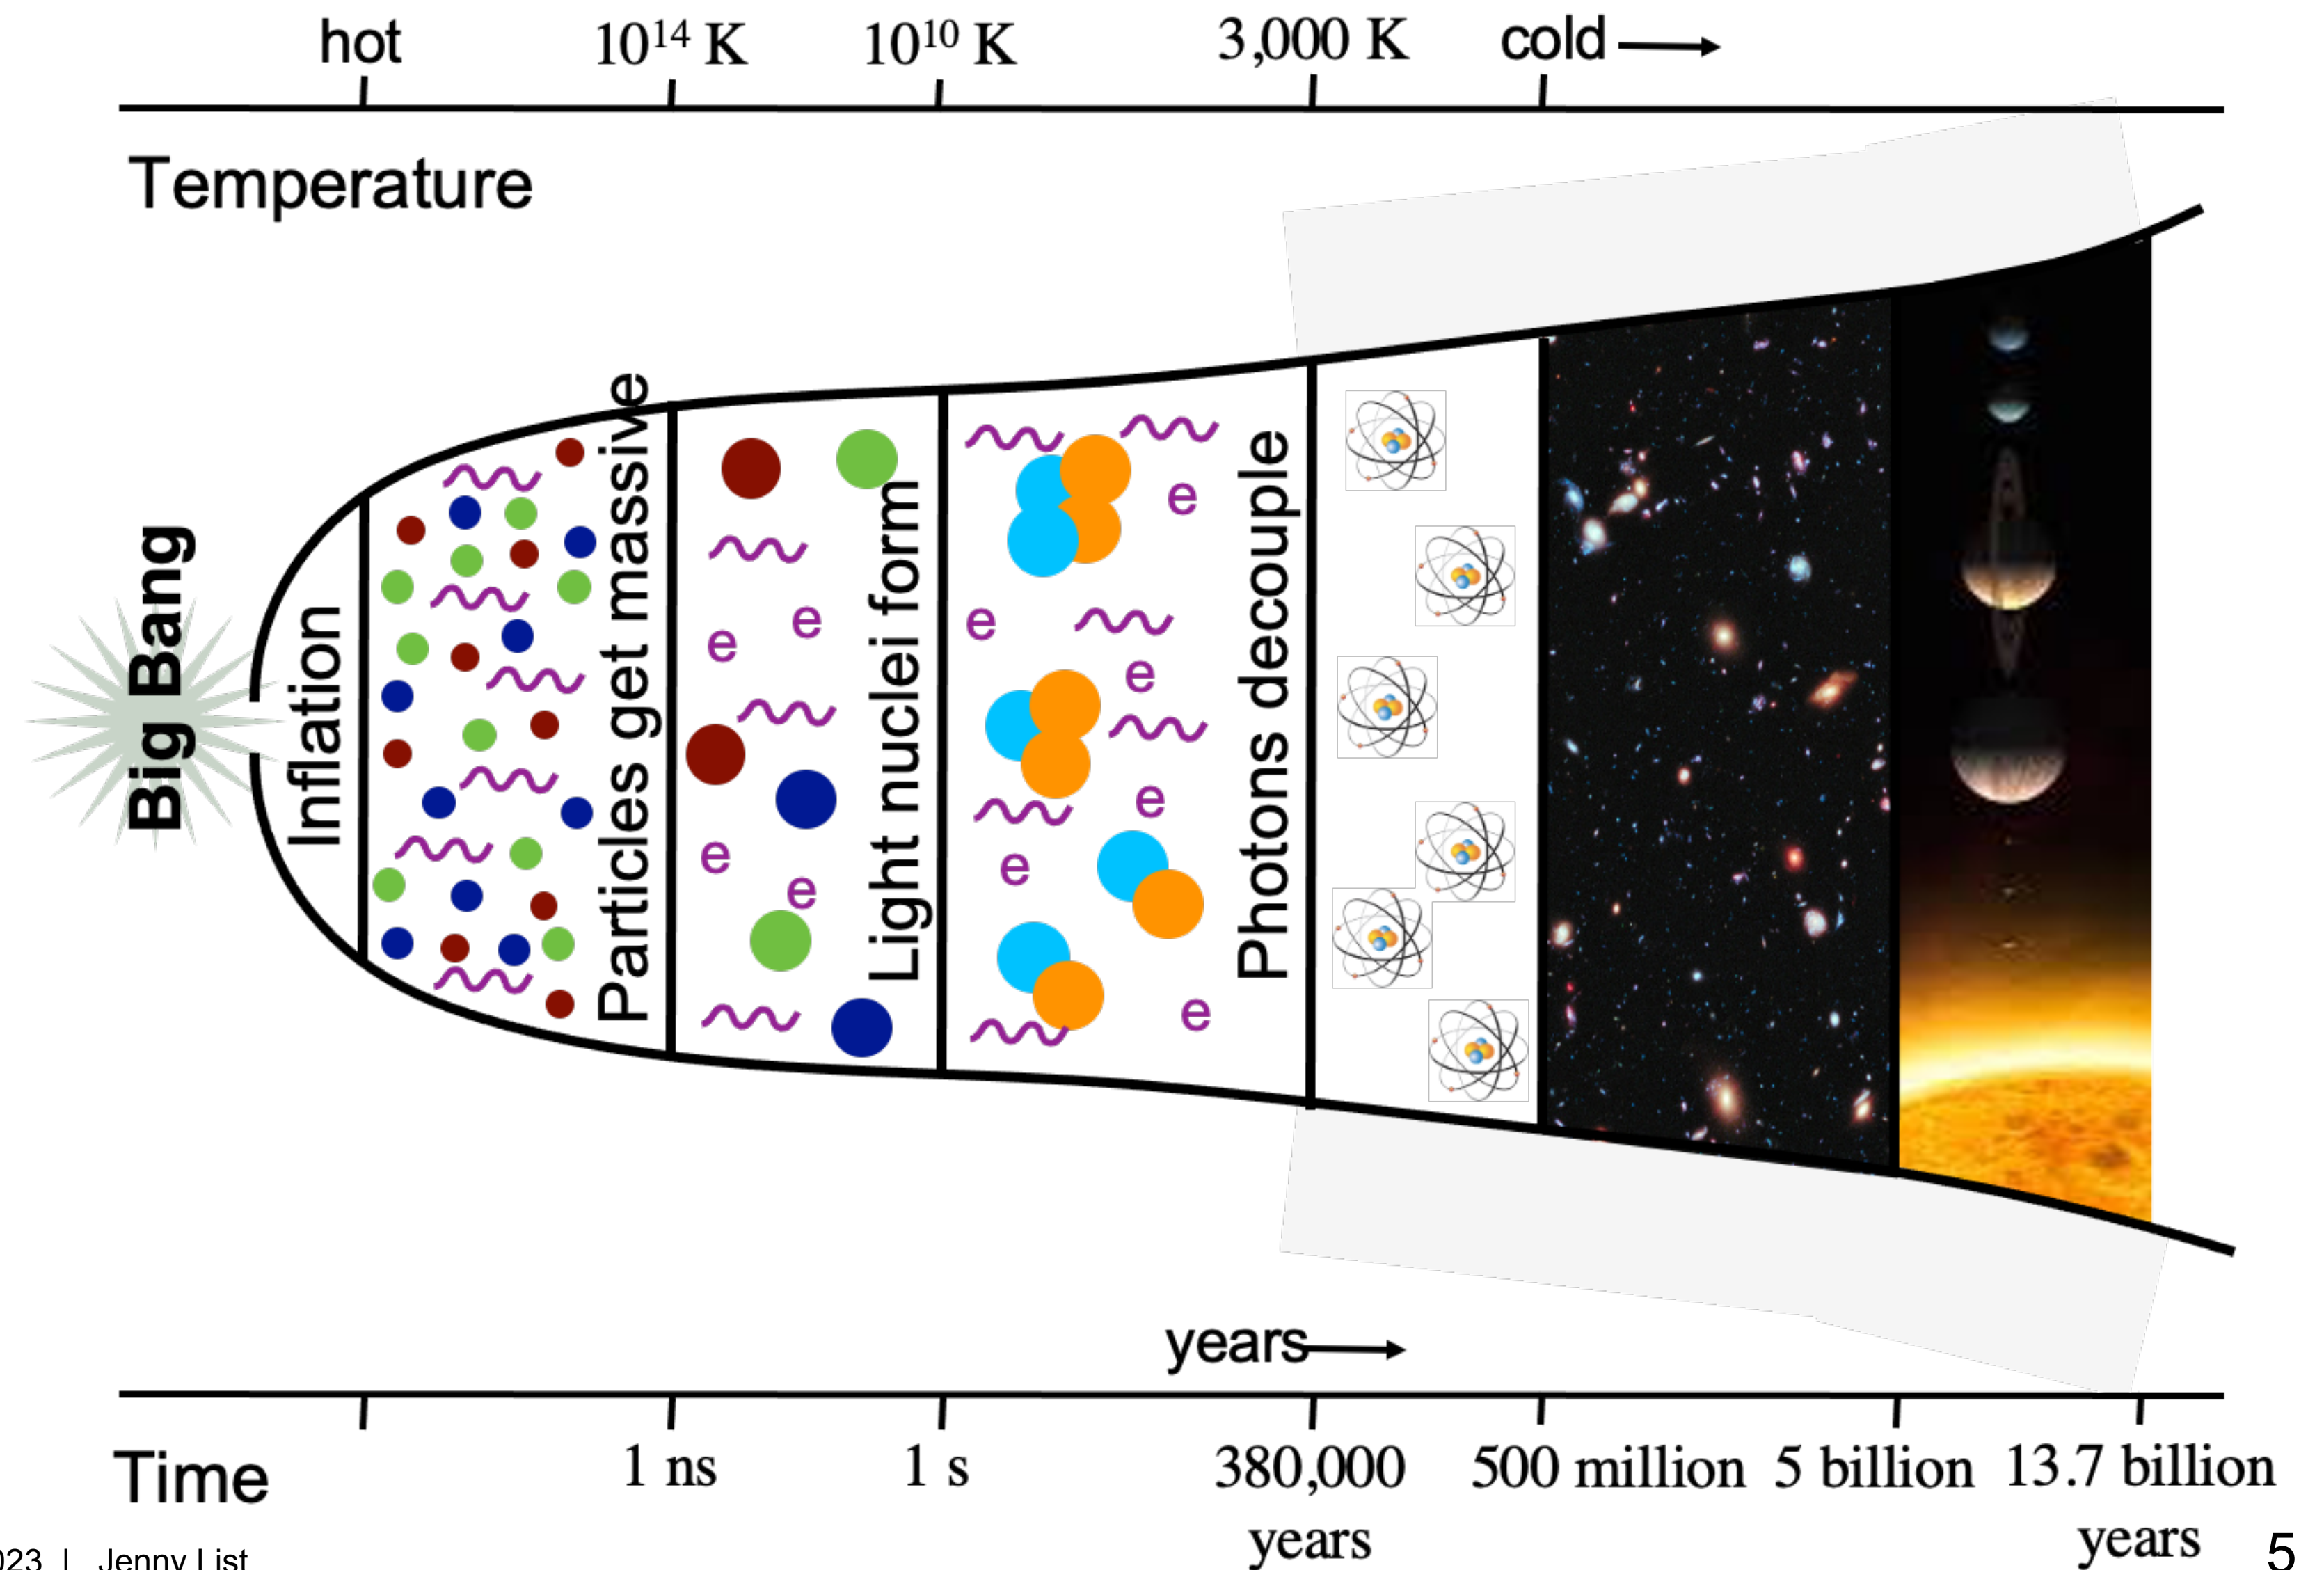 hot 10¹⁴ K 10¹⁰ K 3,000 K cold
Temperature
Big Bang
Inflation
Particles get massive
Light nuclei form
Photons decouple
e
e
e
e
e
e
e
e
e
e
years
Time 1 ns 1 s 380,000 500 million 5 billion 13.7 billion
years years
023 | Jenny List
5